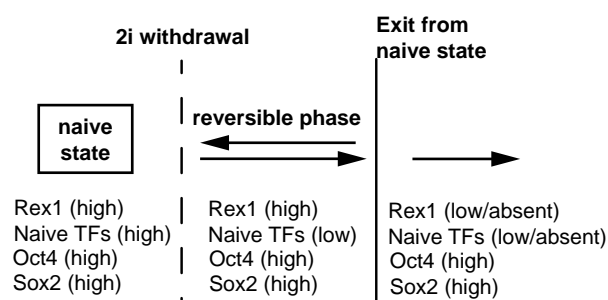 2i withdrawal
Exit from
naive state
naive
state
reversible phase
Rex1 (high)
Naive TFs (high)
Oct4 (high)
Sox2 (high)
Rex1 (high)
Naive TFs (low)
Oct4 (high)
Sox2 (high)
Rex1 (low/absent)
Naive TFs (low/absent)
Oct4 (high)
Sox2 (high)